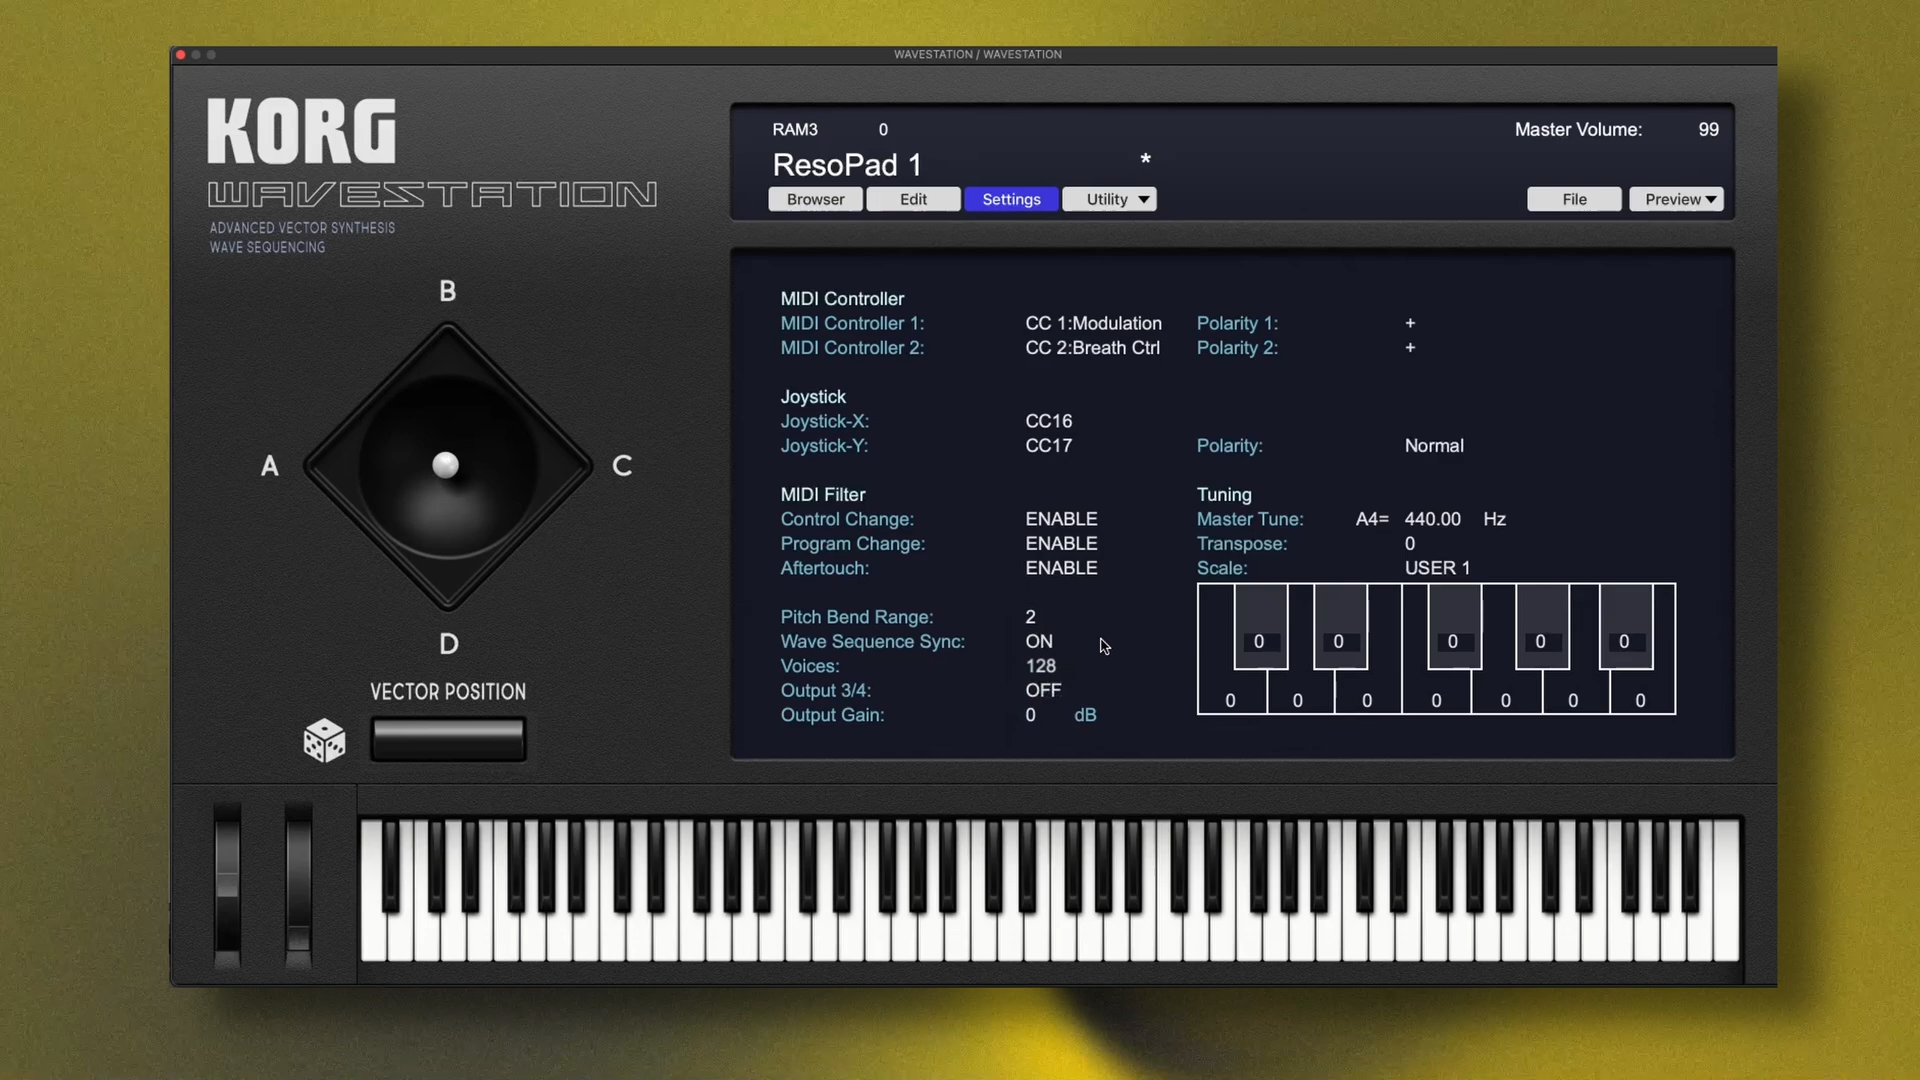 WAVESTATION / WAVESTATION
KORG
WAVESTATION
ADVANCED VECTOR SYNTHESIS
WAVE SEQUENCING
RAM3 0 Master Volume: 99
ResoPad 1 *
Browser Edit Settings Utility File Preview
B
A C
D
VECTOR POSITION
MIDI Controller
MIDI Controller 1: CC 1:Modulation Polarity 1: +
MIDI Controller 2: CC 2:Breath Ctrl Polarity 2: +
Joystick
Joystick-X: CC16
Joystick-Y: CC17 Polarity: Normal
MIDI Filter Tuning
Control Change: ENABLE Master Tune: A4= 440.00 Hz
Program Change: ENABLE Transpose: 0
Aftertouch: ENABLE Scale: USER 1
Pitch Bend Range: 2
Wave Sequence Sync: ON 0 0 0 0 0
Voices: 128
Output 3/4: OFF 0 0 0 0 0 0 0
Output Gain: 0 dB